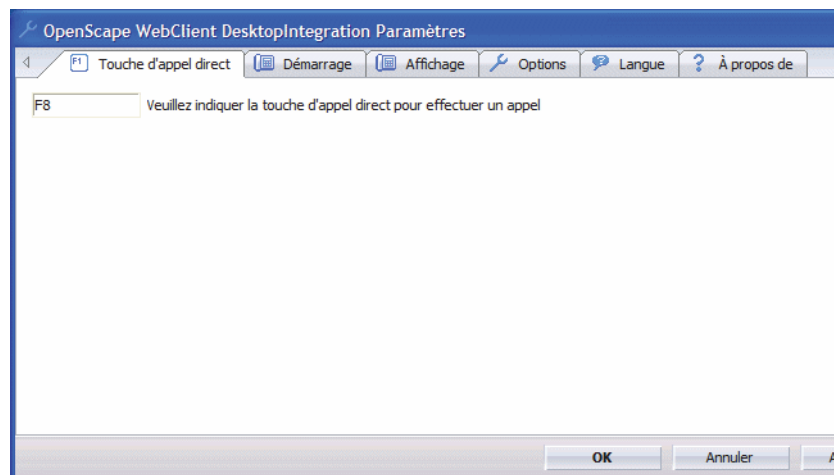 OpenScape WebClient DesktopIntegration Paramètres
F1 Touche d'appel direct Démarrage Affichage Options Langue ? À propos de
F8 Veuillez indiquer la touche d'appel direct pour effectuer un appel
OK Annuler